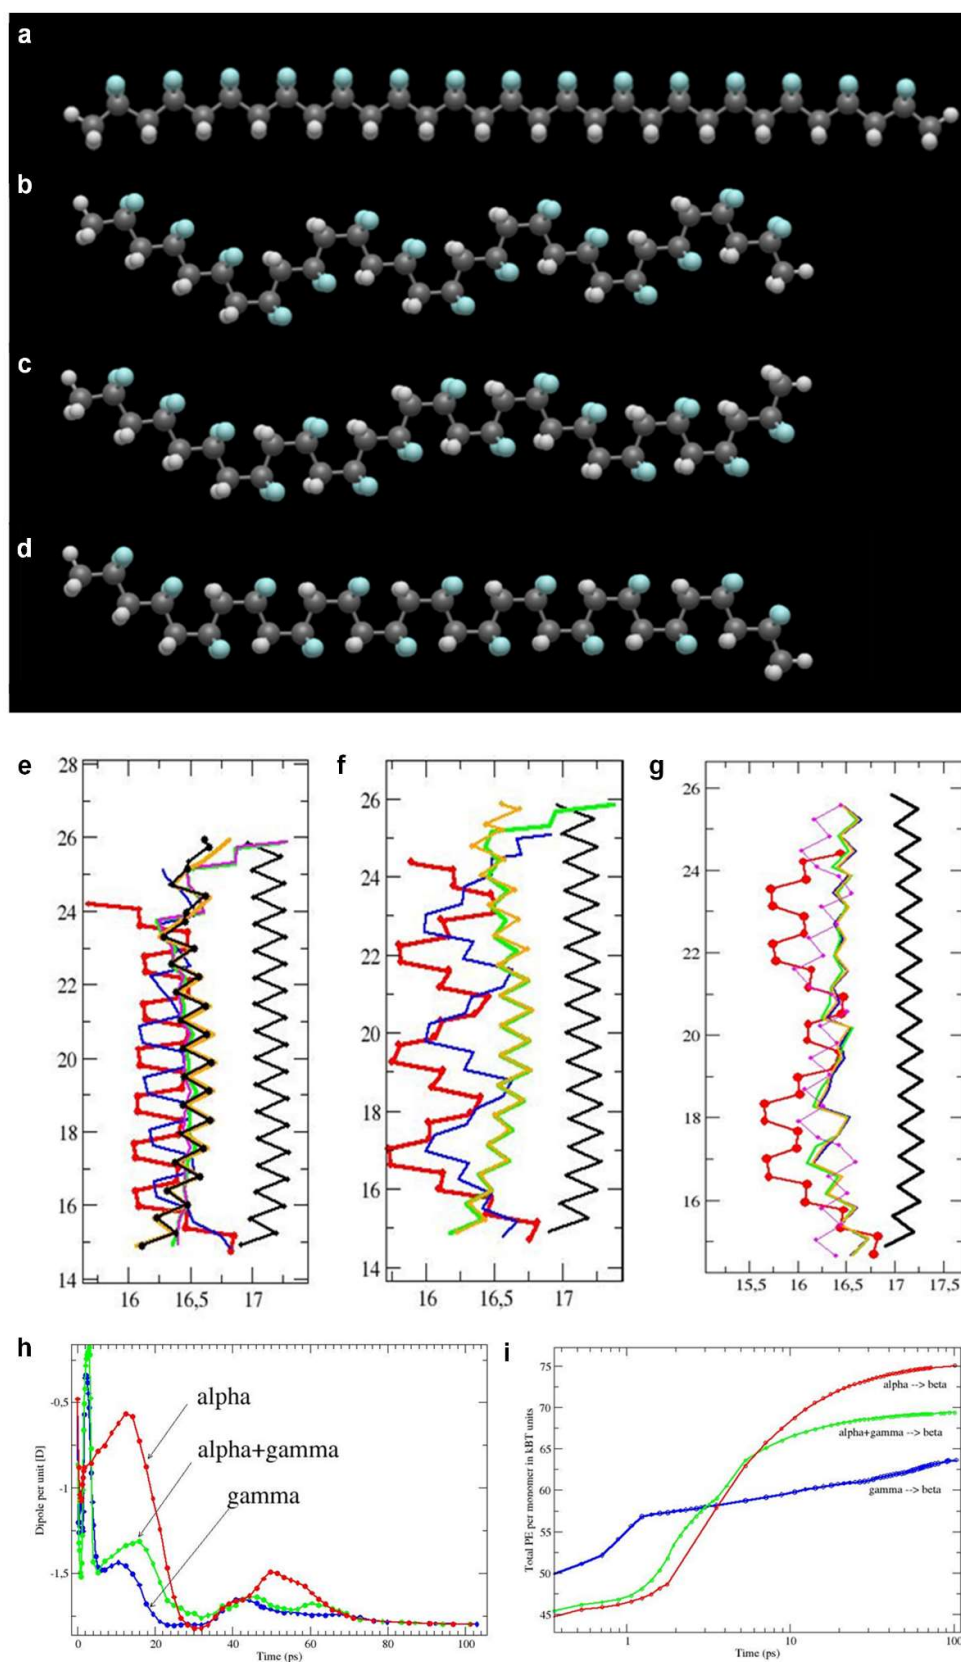 a
b
c
d
e
f
g
28
26
24
22
20
18
16
14
16
16,5
17
26
24
22
20
18
16
14
16
16,5
17
26
24
22
20
18
16
15,5
16
16,5
17
17,5
h
Dipole per unit [D]
-0,5
-1
-1.5
alpha
alpha+gamma
gamma
0
20
40
60
80
100
Time (ps)
i
Total PE per monomer in kBT units
75
70
65
60
55
50
45
alpha --> beta
alpha+gamma --> beta
gamma --> beta
1
10
100
Time (ps)